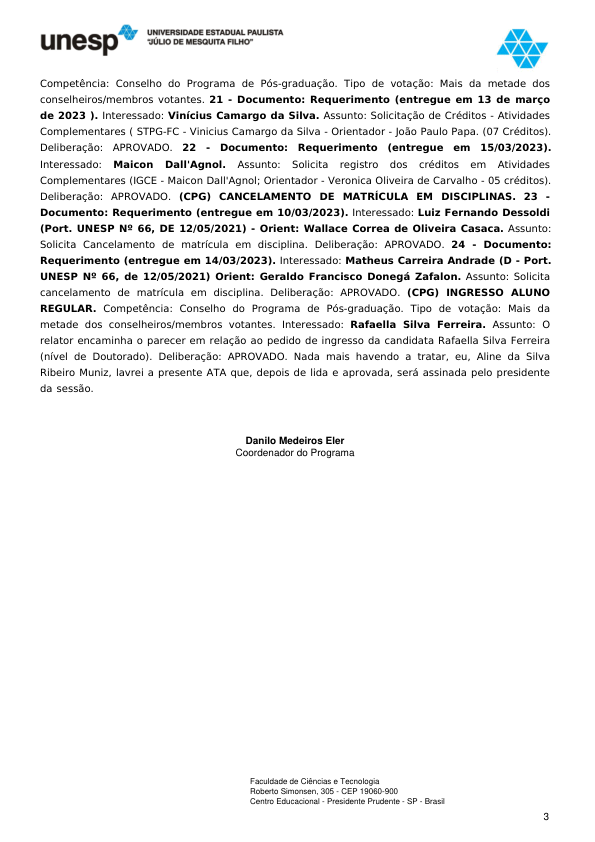 unesp
UNIVERSIDADE ESTADUAL PAULISTA
"JÚLIO DE MESQUITA FILHO"
Competência: Conselho do Programa de Pós-graduação. Tipo de votação: Mais da metade dos
conselheiros/membros votantes. 21 - Documento: Requerimento (entregue em 13 de março
de 2023 ). Interessado: Vinícius Camargo da Silva. Assunto: Solicitação de Créditos - Atividades
Complementares ( STPG-FC - Vinicius Camargo da Silva - Orientador - João Paulo Papa. (07 Créditos).
Deliberação: APROVADO. 22 - Documento: Requerimento (entregue em 15/03/2023).
Interessado: Maicon Dall'Agnol. Assunto: Solicita registro dos créditos em Atividades
Complementares (IGCE - Maicon Dall'Agnol; Orientador - Veronica Oliveira de Carvalho - 05 créditos).
Deliberação: APROVADO. (CPG) CANCELAMENTO DE MATRÍCULA EM DISCIPLINAS. 23 -
Documento: Requerimento (entregue em 10/03/2023). Interessado: Luiz Fernando Dessoldi
(Port. UNESP Nº 66, DE 12/05/2021) - Orient: Wallace Correa de Oliveira Casaca. Assunto:
Solicita Cancelamento de matrícula em disciplina. Deliberação: APROVADO. 24 - Documento:
Requerimento (entregue em 14/03/2023). Interessado: Matheus Carreira Andrade (D - Port.
UNESP Nº 66, de 12/05/2021) Orient: Geraldo Francisco Donegá Zafalon. Assunto: Solicita
cancelamento de matrícula em disciplina. Deliberação: APROVADO. (CPG) INGRESSO ALUNO
REGULAR. Competência: Conselho do Programa de Pós-graduação. Tipo de votação: Mais da
metade dos conselheiros/membros votantes. Interessado: Rafaella Silva Ferreira. Assunto: O
relator encaminha o parecer em relação ao pedido de ingresso da candidata Rafaella Silva Ferreira
(nível de Doutorado). Deliberação: APROVADO. Nada mais havendo a tratar, eu, Aline da Silva
Ribeiro Muniz, lavrei a presente ATA que, depois de lida e aprovada, será assinada pelo presidente
da sessão.
Danilo Medeiros Eler
Coordenador do Programa
Faculdade de Ciências e Tecnologia
Roberto Simonsen, 305 - CEP 19060-900
Centro Educacional - Presidente Prudente - SP - Brasil
3